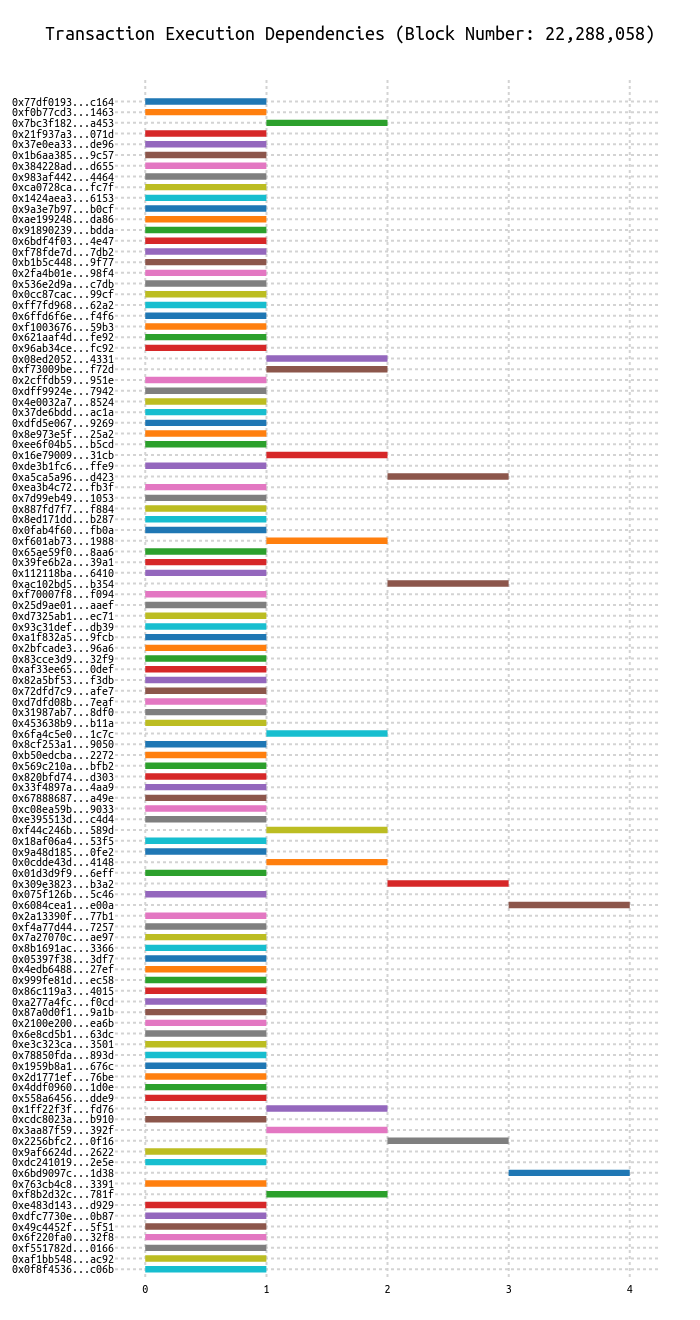 Transaction Execution Dependencies (Block Number: 22,288,058)
0x77df0193...c164
0xf0b77cd3...1463
0x7bc3f182...a453
0x21f937a3...071d
0x37e0ea33...de96
0x1b6aa385...9c57
0x384228ad...d655
0x983af442...4464
0xca0728ca...fc7f
0x1424aea3...6153
0x9a3e7b97...b0cf
0xae199248...da86
0x91890239...bdda
0x6bdf4f03...4e47
0xf78fde7d...7db2
0xb1b5c448...9f77
0x2fa4b01e...98f4
0x536e2d9a...c7db
0x0cc87cac...99cf
0xff7fd968...62a2
0x6ffd6f6e...f4f6
0xf1003676...59b3
0x621aaf4d...fe92
0x96ab34ce...fc92
0x08ed2052...4331
0xf73009be...f72d
0x2cffdb59...951e
0xdff9924e...7942
0x4e0032a7...8524
0x37de6bdd...ac1a
0xdfd5e067...9269
0x8e973e5f...25a2
0xee6f04b5...b5cd
0x16e79009...31cb
0xde3b1fc6...ffe9
0xa5ca5a96...d423
0xea3b4c72...fb3f
0x7d99eb49...1053
0x887fd7f7...f884
0x8ed171dd...b287
0x0fab4f60...fb0a
0xf601ab73...1988
0x65ae59f0...8aa6
0x39fe6b2a...39a1
0x112118ba...6410
0xac102bd5...b354
0xf70007f8...f094
0x25d9ae01...aaef
0xd7325ab1...ec71
0x93c31def...db39
0xa1f832a5...9fcb
0x2bfcade3...96a6
0x83cce3d9...32f9
0xaf33ee65...0def
0x82a5bf53...f3db
0x72dfd7c9...afe7
0xd7dfd08b...7eaf
0x31987ab7...8df0
0x453638b9...b11a
0x6fa4c5e0...1c7c
0x8cf253a1...9050
0xb50edcba...2272
0x569c210a...bfb2
0x820bfd74...d303
0x33f4897a...4aa9
0x67888687...a49e
0xc08ea59b...9033
0xe395513d...c4d4
0xf44c246b...589d
0x18af06a4...53f5
0x9a48d185...0fe2
0x0cdde43d...4148
0x01d3d9f9...6eff
0x309e3823...b3a2
0x075f126b...5c46
0x6084cea1...e00a
0x2a13390f...77b1
0xf4a77d44...7257
0x7a27070c...ae97
0x8b1691ac...3366
0x05397f38...3df7
0x4edb6488...27ef
0x999fe81d...ec58
0x86c119a3...4015
0xa277a4fc...f0cd
0x87a0d0f1...9a1b
0x2100e200...ea6b
0x6e8cd5b1...63dc
0xe3c323ca...3501
0x78850fda...893d
0x1959b8a1...676c
0x2d1771ef...76be
0x4ddf0960...1d0e
0x558a6456...dde9
0x1ff22f3f...fd76
0xcdc8023a...b910
0x3aa87f59...392f
0x2256bfc2...0f16
0x9af6624d...2622
0xdc241019...2e5e
0x6bd9097c...1d38
0x763cb4c8...3391
0xf8b2d32c...781f
0xe483d143...d929
0xdfc7730e...0b87
0x49c4452f...5f51
0x6f220fa0...32f8
0xf551782d...0166
0xaf1bb548...ac92
0x0f8f4536...c06b
0 1 2 3 4